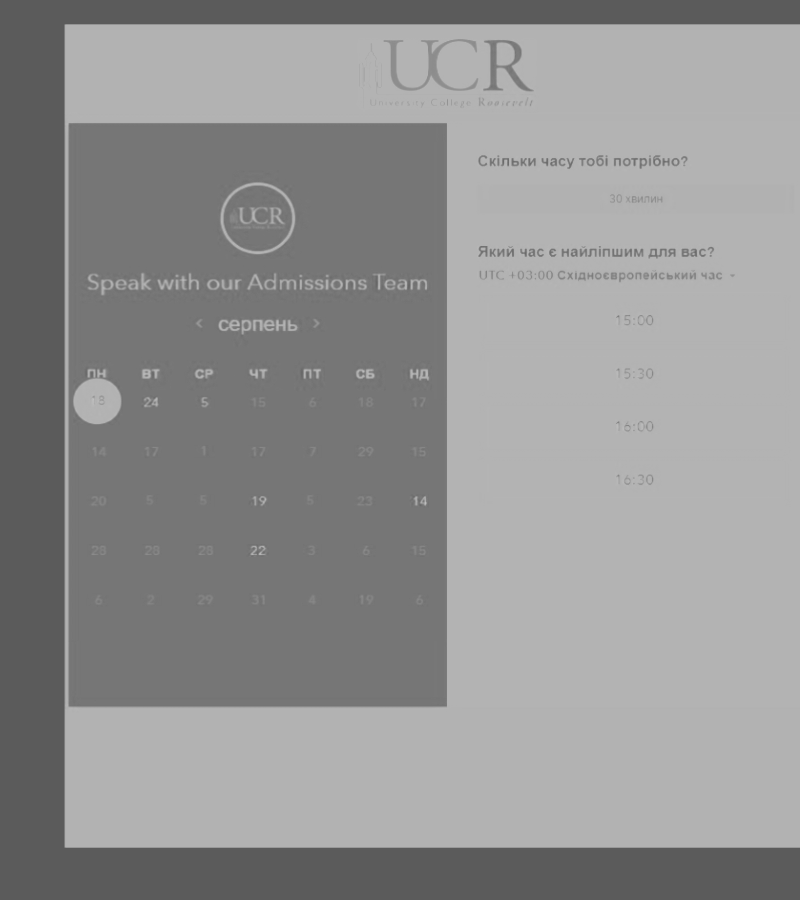 UCR
University College Roosevelt
UCR
Speak with our Admissions Team
< серпень >
ПН ВТ СР ЧТ ПТ СБ НД
18 24 5 15 6 18 17
14 17 1 17 7 29 15
20 5 5 19 5 23 14
28 28 28 22 3 6 15
6 2 29 31 4 19 6
Скільки часу тобі потрібно?
30 хвилин
Який час є найліпшим для вас?
UTC +03:00 Східноєвропейський час
15:00
15:30
16:00
16:30